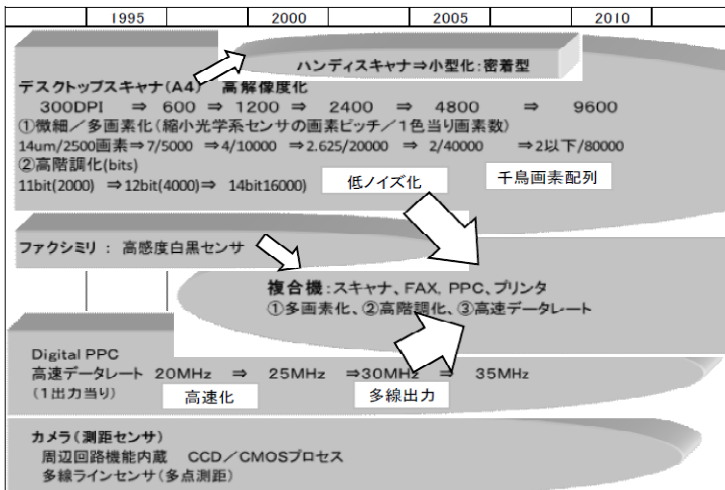 1995 2000 2005 2010
ハンディスキャナ⇒小型化：密着型
デスクトップスキャナ(A4) 高解像度化
300DPI ⇒ 600 ⇒ 1200 ⇒ 2400 ⇒ 4800 ⇒ 9600
①微細／多画素化（縮小光学系センサの画素ピッチ／1色当り画素数）
14um/2500画素⇒7/5000 ⇒4/10000 ⇒2.625/20000 ⇒ 2/40000 ⇒2以下/80000
②高階調化(bits)
11bit(2000) ⇒12bit(4000)⇒ 14bit16000)
低ノイズ化
千鳥画素配列
ファクシミリ ： 高感度白黒センサ
複合機：スキャナ、FAX, PPC、プリンタ
①多画素化、②高階調化、③高速データレート
Digital PPC
高速データレート 20MHz ⇒ 25MHz ⇒30MHz ⇒ 35MHz
（1出力当り）
高速化
多線出力
カメラ（測距センサ）
周辺回路機能内蔵 CCD／CMOSプロセス
多線ラインセンサ（多点測距）